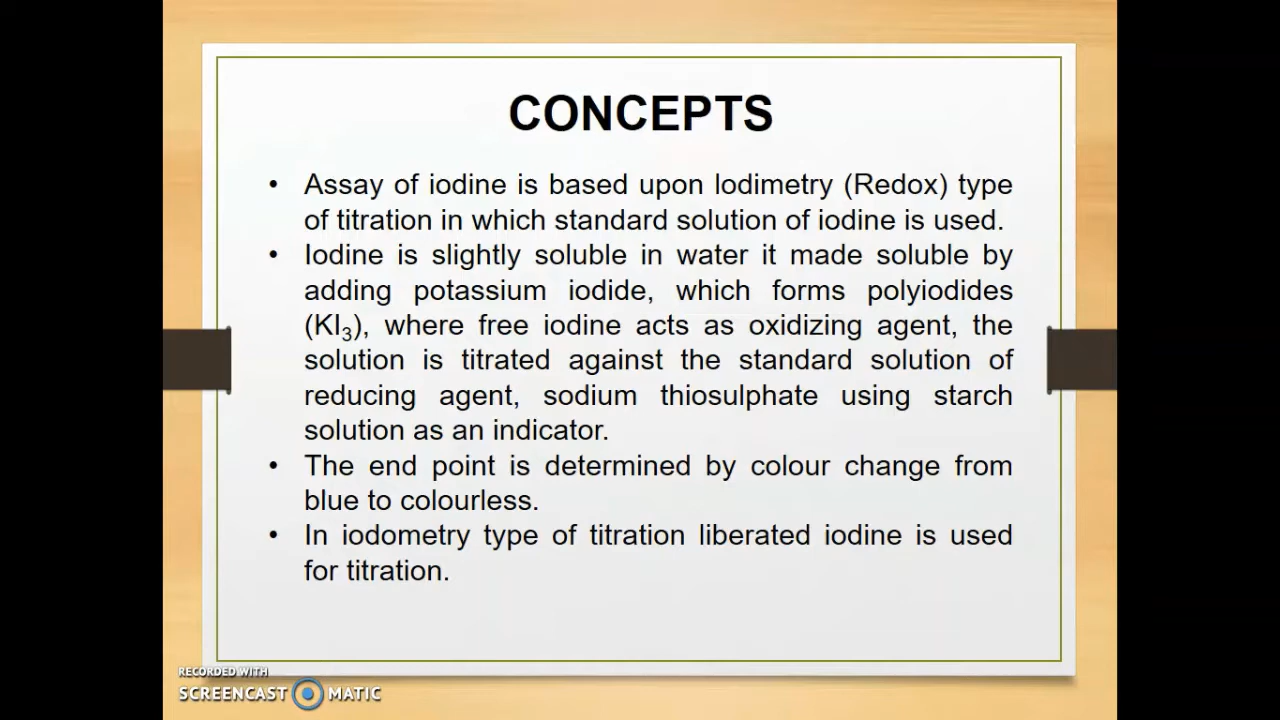 CONCEPTS
• Assay of iodine is based upon Iodimetry (Redox) type
of titration in which standard solution of iodine is used.
• Iodine is slightly soluble in water it made soluble by
adding potassium iodide, which forms polyiodides
(KI₃), where free iodine acts as oxidizing agent, the
solution is titrated against the standard solution of
reducing agent, sodium thiosulphate using starch
solution as an indicator.
• The end point is determined by colour change from
blue to colourless.
• In iodometry type of titration liberated iodine is used
for titration.
RECORDED WITH
SCREENCAST MATIC